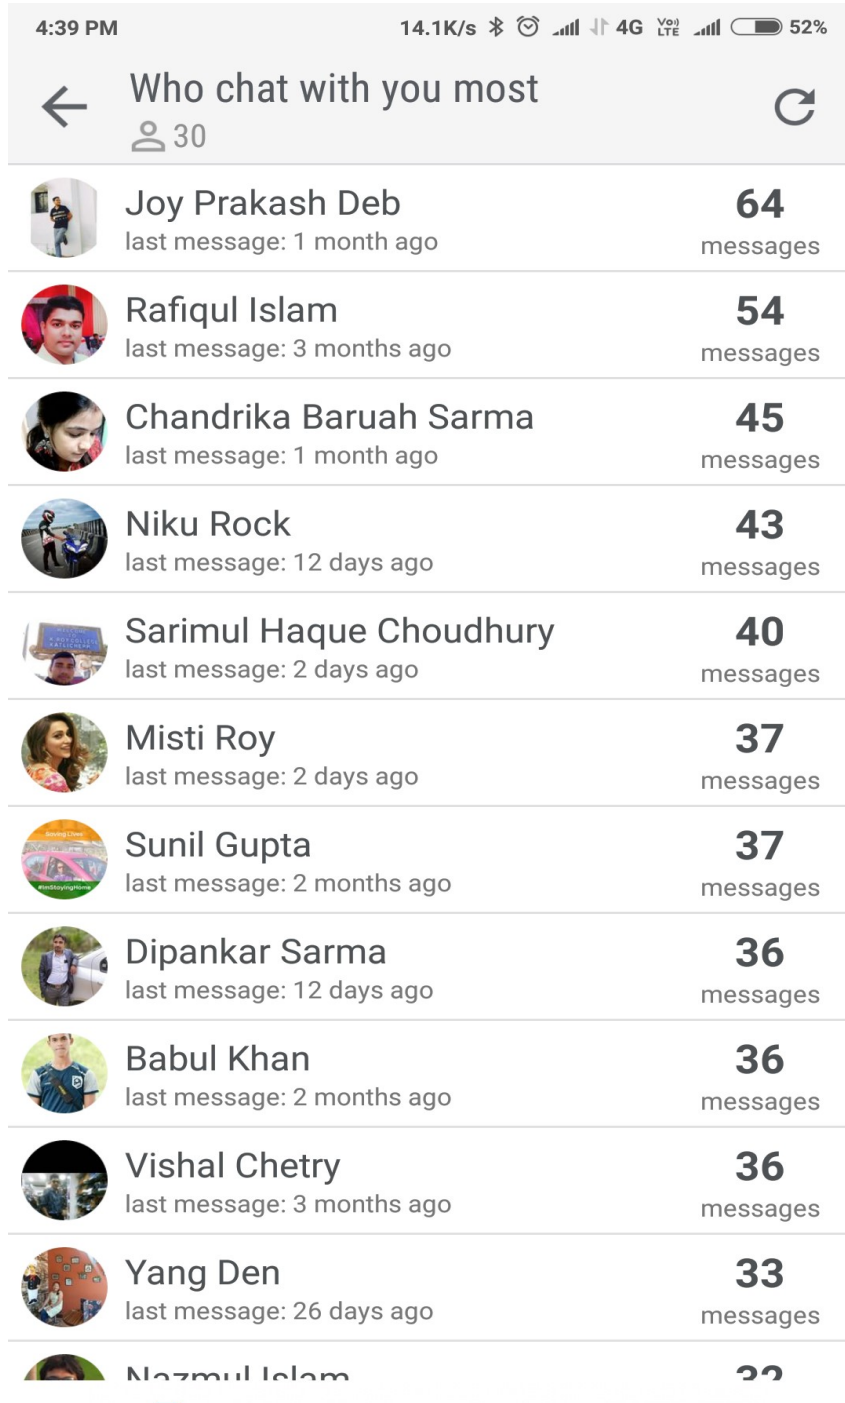 4:39 PM 14.1K/s 4G VoLTE 52%
Who chat with you most
30
Joy Prakash Deb 64
last message: 1 month ago messages
Rafiqul Islam 54
last message: 3 months ago messages
Chandrika Baruah Sarma 45
last message: 1 month ago messages
Niku Rock 43
last message: 12 days ago messages
Sarimul Haque Choudhury 40
last message: 2 days ago messages
Misti Roy 37
last message: 2 days ago messages
Saving Lives
Sunil Gupta 37
last message: 2 months ago messages
#ImStayingHome
Dipankar Sarma 36
last message: 12 days ago messages
Babul Khan 36
last message: 2 months ago messages
Vishal Chetry 36
last message: 3 months ago messages
Yang Den 33
last message: 26 days ago messages
Nazmul Islam 32